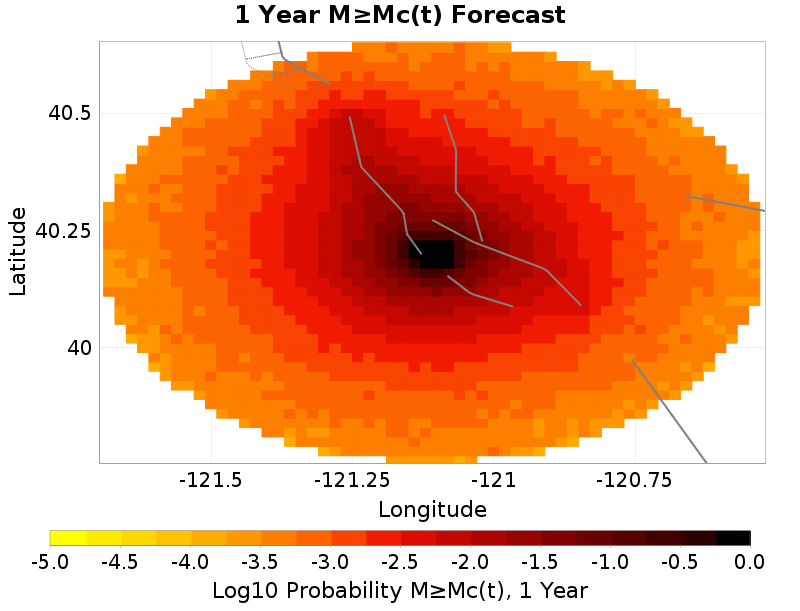 1 Year M≥Mc(t) Forecast
40.5
40.25
40
Latitude
-121.5 -121.25 -121 -120.75
Longitude
-5.0 -4.5 -4.0 -3.5 -3.0 -2.5 -2.0 -1.5 -1.0 -0.5 0.0
Log10 Probability M≥Mc(t), 1 Year